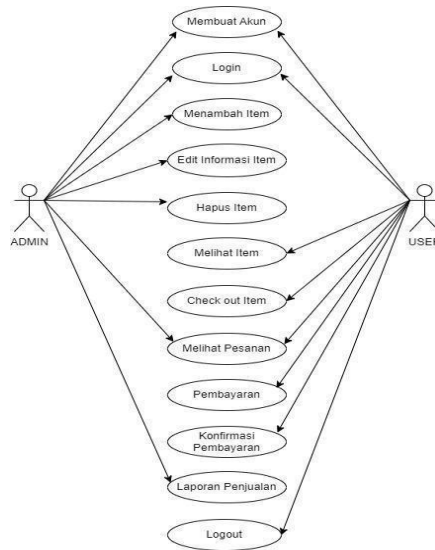 Membuat Akun
Login
Menambah Item
Edit Informasi Item
Hapus Item
ADMIN
USER
Melihat Item
Check out Item
Melihat Pesanan
Pembayaran
Konfirmasi
Pembayaran
Laporan Penjualan
Logout